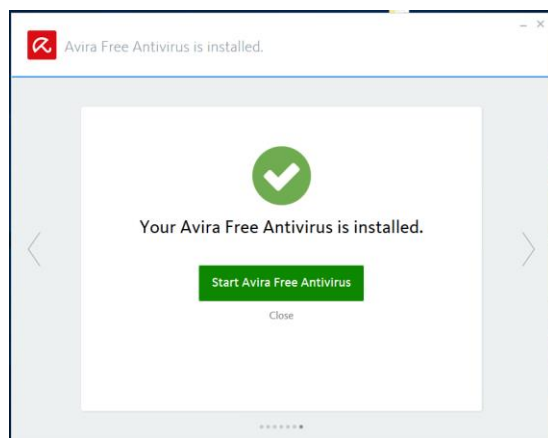 Avira Free Antivirus is installed.
Your Avira Free Antivirus is installed.
Start Avira Free Antivirus
Close